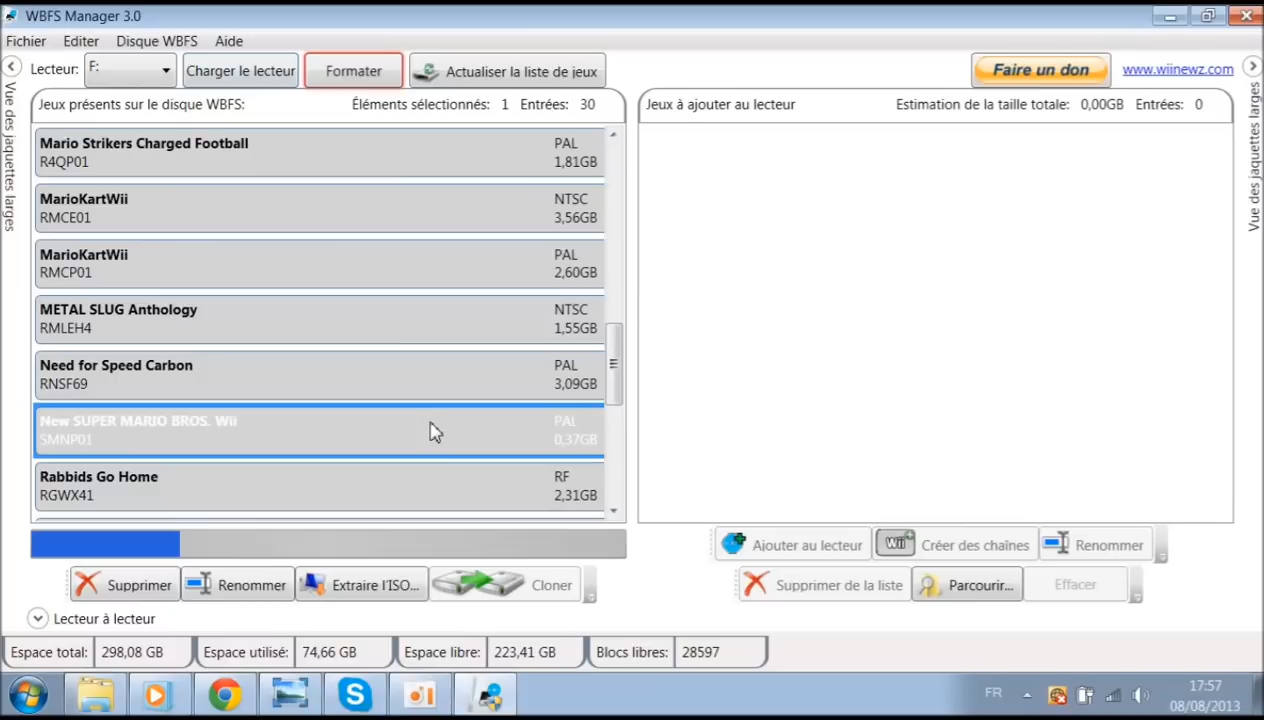 WBFS Manager 3.0
Fichier Editer Disque WBFS Aide
Lecteur: F: Charger le lecteur Formater Actualiser la liste de jeux Faire un don www.wiinewz.com
Vue des jaquettes larges
Jeux présents sur le disque WBFS: Éléments sélectionnés: 1 Entrées: 30
Jeux à ajouter au lecteur Estimation de la taille totale: 0,00GB Entrées: 0
Vue des jaquettes larges
Mario Strikers Charged Football PAL
R4QP01 1,81GB
MarioKartWii NTSC
RMCE01 3,56GB
MarioKartWii PAL
RMCP01 2,60GB
METAL SLUG Anthology NTSC
RMLEH4 1,55GB
Need for Speed Carbon PAL
RNSF69 3,09GB
New SUPER MARIO BROS. Wii PAL
SMNP01 0,37GB
Rabbids Go Home RF
RGWX41 2,31GB
Ajouter au lecteur Wii Créer des chaînes Renommer
Supprimer Renommer Extraire l'ISO... Cloner
Supprimer de la liste Parcourir... Effacer
Lecteur à lecteur
Espace total: 298,08 GB Espace utilisé: 74,66 GB Espace libre: 223,41 GB Blocs libres: 28597
FR 17:57
08/08/2013